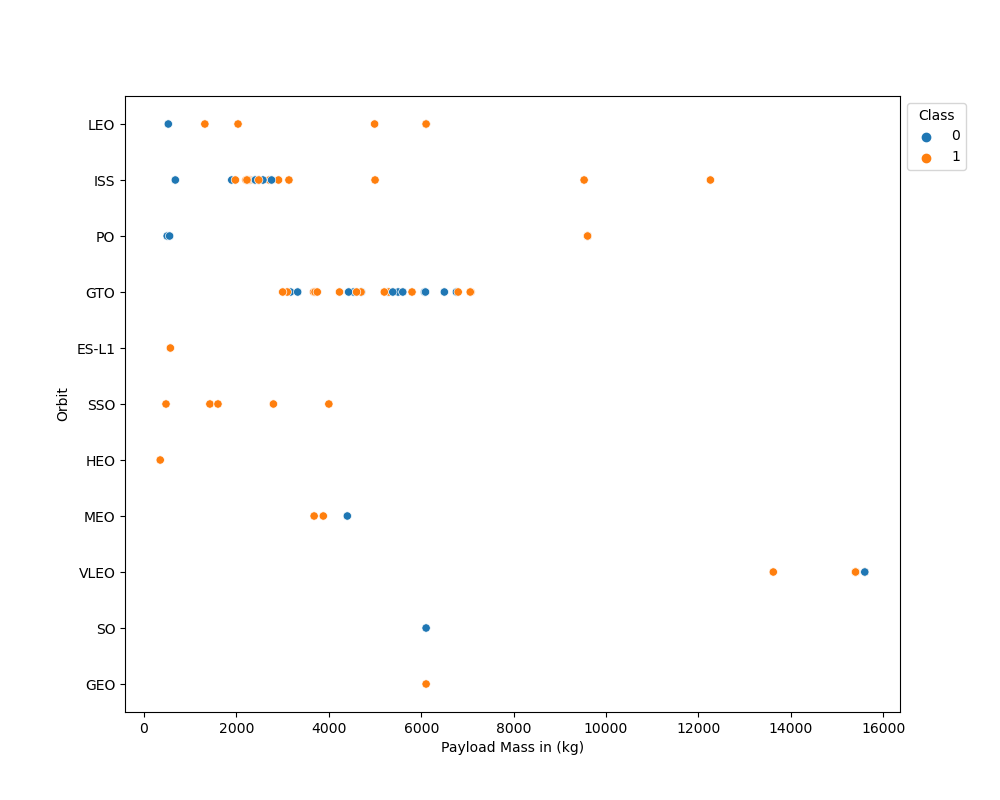 Class
0
1
LEO
ISS
PO
GTO
ES-L1
SSO
HEO
MEO
VLEO
SO
GEO
Orbit
0 2000 4000 6000 8000 10000 12000 14000 16000
Payload Mass in (kg)